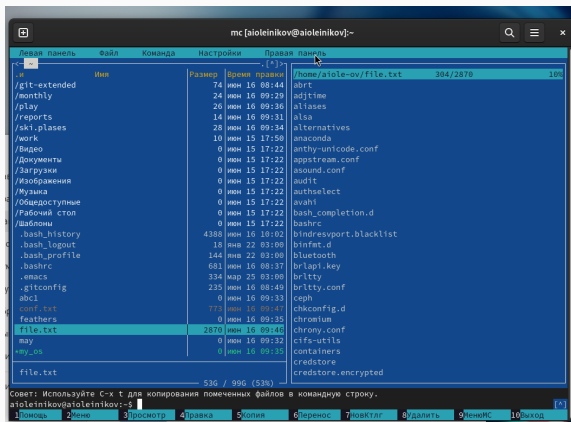 mc [aioleinikov@aioleinikov]:~
Левая панель Файл Команда Настройки Правая панель
<— ~ .[^]>
.и Имя Размер Время правки
/git-extended 74 июн 16 08:44
/monthly 24 июн 16 09:29
/play 26 июн 16 09:36
/reports 14 июн 16 09:31
/ski.plases 28 июн 16 09:34
/work 10 июн 15 17:50
/Видео 0 июн 15 17:22
/Документы 0 июн 15 17:22
/Загрузки 0 июн 15 17:22
/Изображения 0 июн 15 17:22
/Музыка 0 июн 15 17:22
/Общедоступные 0 июн 15 17:22
/Рабочий стол 0 июн 15 17:22
/Шаблоны 0 июн 15 17:22
.bash_history 4388 июн 16 10:02
.bash_logout 18 янв 22 03:00
.bash_profile 144 янв 22 03:00
.bashrc 681 июн 16 08:37
.emacs 334 мар 25 03:00
.gitconfig 235 июн 16 08:49
abc1 0 июн 16 09:33
conf.txt 773 июн 16 09:47
feathers 0 июн 16 09:35
file.txt 2870 июн 16 09:46
may 0 июн 16 09:32
*my_os 0 июн 16 09:35
file.txt
53G / 99G (53%)
/home/aiole~ov/file.txt 304/2870 10%
abrt
adjtime
aliases
alsa
alternatives
anaconda
anthy-unicode.conf
appstream.conf
asound.conf
audit
authselect
avahi
bash_completion.d
bashrc
bindresvport.blacklist
binfmt.d
bluetooth
brlapi.key
brltty
brltty.conf
ceph
chkconfig.d
chromium
chrony.conf
cifs-utils
containers
credstore
credstore.encrypted
Совет: Используйте C-x t для копирования помеченных файлов в командную строку.
aioleinikov@aioleinikov:~$ [^]
1Помощь 2Меню 3Просмотр 4Правка 5Копия 6Перенос 7НовКтлг 8Удалить 9МенюMC 10Выход